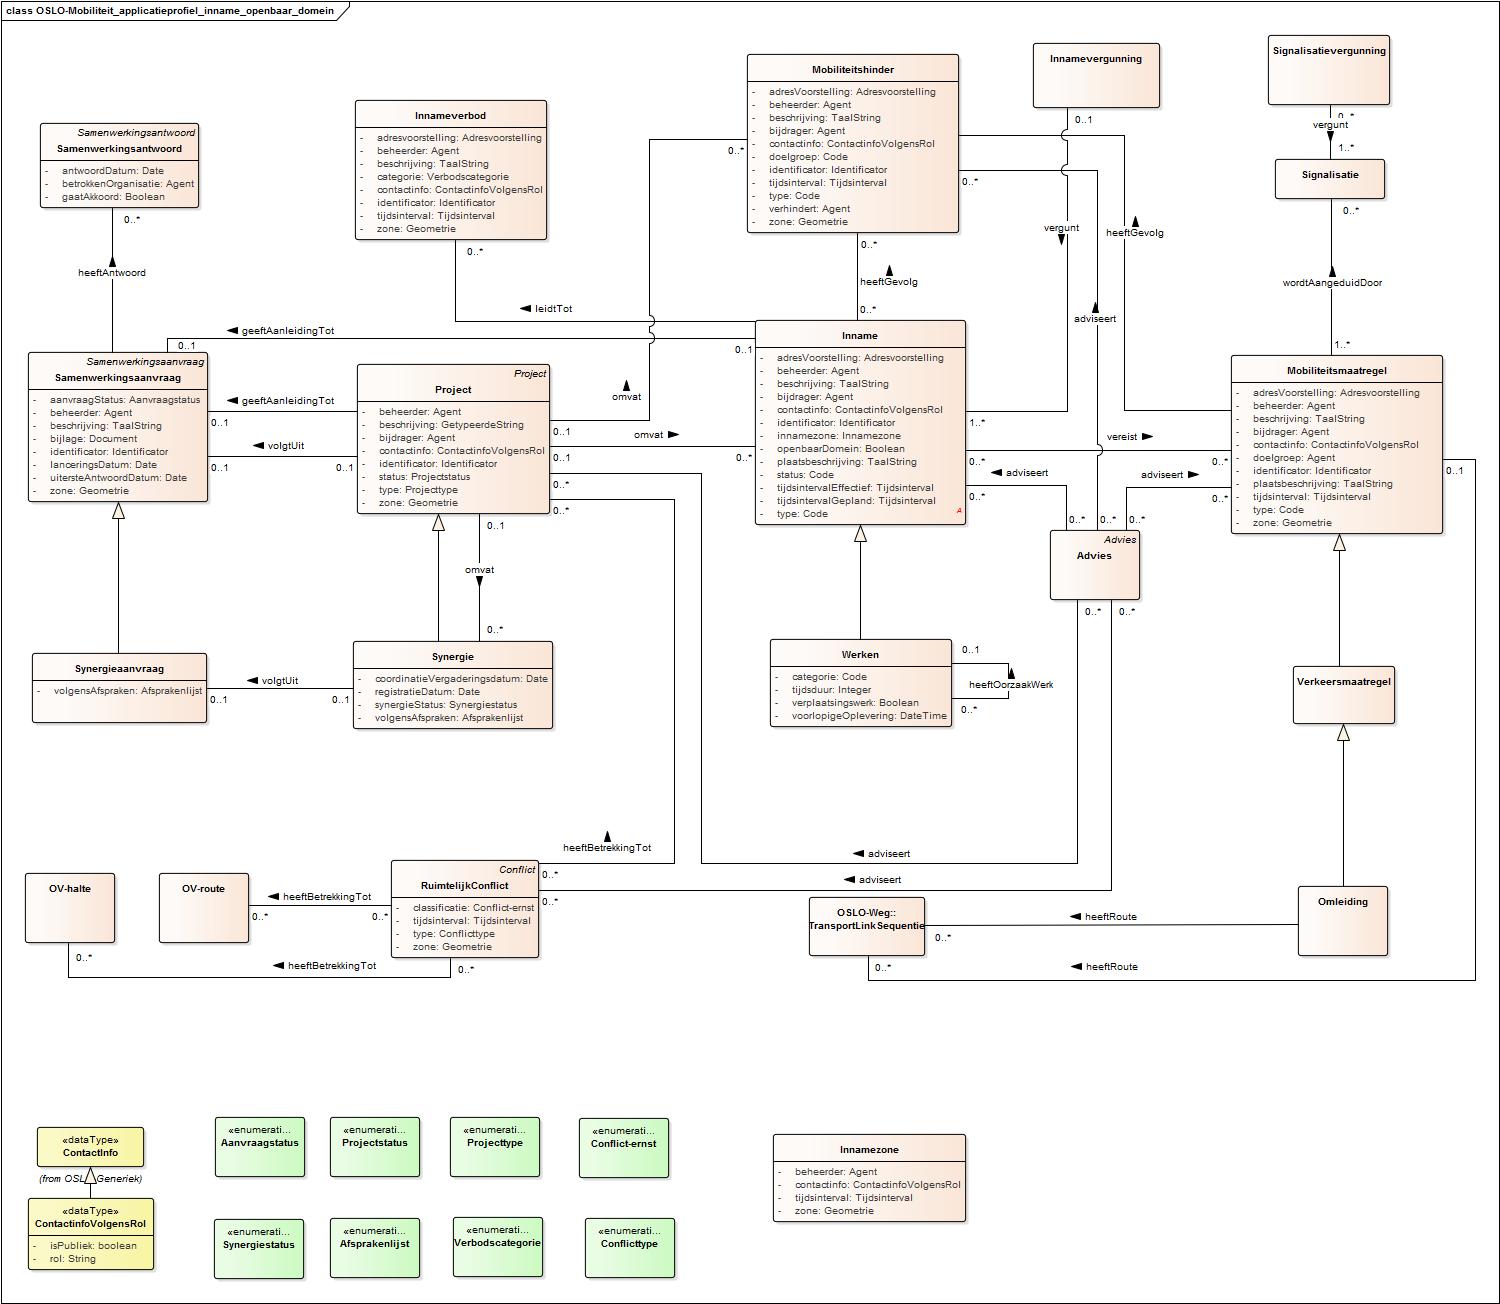 class OSLO-Mobiliteit_applicatieprofiel_inname_openbaar_domein
Samenwerkingsantwoord
Samenwerkingsantwoord
- antwoordDatum: Date
- betrokkenOrganisatie: Agent
- gaatAkkoord: Boolean
0..*
heeftAntwoord
Innameverbod
- adresvoorstelling: Adresvoorstelling
- beheerder: Agent
- beschrijving: TaalString
- categorie: Verbodscategorie
- contactinfo: ContactinfoVolgensRol
- identificator: Identificator
- tijdsinterval: Tijdsinterval
- zone: Geometrie
0..*
leidtTot
Mobiliteitshinder
- adresVoorstelling: Adresvoorstelling
- beheerder: Agent
- beschrijving: TaalString
- bijdrager: Agent
- contactinfo: ContactinfoVolgensRol
- doelgroep: Code
- identificator: Identificator
- tijdsinterval: Tijdsinterval
- type: Code
- verhindert: Agent
- zone: Geometrie
0..*
0..*
0..*
heeftGevolg
0..*
Innamevergunning
0..1
vergunt
adviseert
heeftGevolg
Signalisatievergunning
0..*
vergunt
1..*
Signalisatie
0..*
wordtAangeduidDoor
1..*
geeftAanleidingTot
0..1
0..1
Samenwerkingsaanvraag
Samenwerkingsaanvraag
- aanvraagStatus: Aanvraagstatus
- beheerder: Agent
- beschrijving: TaalString
- bijlage: Document
- identificator: Identificator
- lanceringsDatum: Date
- uitersteAntwoordDatum: Date
- zone: Geometrie
geeftAanleidingTot
0..1
volgtUit
0..1
0..1
Project
Project
- beheerder: Agent
- beschrijving: GetypeerdeString
- bijdrager: Agent
- contactinfo: ContactinfoVolgensRol
- identificator: Identificator
- status: Projectstatus
- type: Projecttype
- zone: Geometrie
omvat
0..1
omvat
0..1
0..*
0..*
0..*
Inname
- adresVoorstelling: Adresvoorstelling
- beheerder: Agent
- beschrijving: TaalString
- bijdrager: Agent
- contactinfo: ContactinfoVolgensRol
- identificator: Identificator
- innamezone: Innamezone
- openbaarDomein: Boolean
- plaatsbeschrijving: TaalString
- status: Code
- tijdsintervalEffectief: Tijdsinterval
- tijdsintervalGepland: Tijdsinterval
- type: Code
A
1..*
vereist
0..*
0..*
adviseert
0..*
adviseert
0..*
0..*
0..*
0..*
Advies
Advies
0..*
0..*
Mobiliteitsmaatregel
- adresVoorstelling: Adresvoorstelling
- beheerder: Agent
- beschrijving: TaalString
- bijdrager: Agent
- contactinfo: ContactinfoVolgensRol
- doelgroep: Agent
- identificator: Identificator
- plaatsbeschrijving: TaalString
- tijdsinterval: Tijdsinterval
- type: Code
- zone: Geometrie
0..1
0..1
omvat
0..*
Synergieaanvraag
- volgensAfspraken: Afsprakenlijst
volgtUit
0..1
0..1
Synergie
- coordinatieVergaderingsdatum: Date
- registratieDatum: Date
- synergieStatus: Synergiestatus
- volgensAfspraken: Afsprakenlijst
Werken
- categorie: Code
- tijdsduur: Integer
- verplaatsingswerk: Boolean
- voorlopigeOplevering: DateTime
0..1
heeftOorzaakWerk
0..*
Verkeersmaatregel
heeftBetrekkingTot
adviseert
adviseert
OV-halte
0..*
OV-route
0..*
heeftBetrekkingTot
0..*
heeftBetrekkingTot
Conflict
RuimtelijkConflict
- classificatie: Conflict-ernst
- tijdsinterval: Tijdsinterval
- type: Conflicttype
- zone: Geometrie
0..*
0..*
0..*
OSLO-Weg::
TransportLinkSequentie
0..*
0..*
heeftRoute
heeftRoute
Omleiding
«dataType»
ContactInfo
(from OSL Generiek)
«dataType»
ContactinfoVolgensRol
- isPubliek: boolean
- rol: String
«enumerati...
Aanvraagstatus
«enumerati...
Projectstatus
«enumerati...
Projecttype
«enumerati...
Conflict-ernst
«enumerati...
Synergiestatus
«enumerati...
Afsprakenlijst
«enumerati...
Verbodscategorie
«enumerati...
Conflicttype
Innamezone
- beheerder: Agent
- contactinfo: ContactinfoVolgensRol
- tijdsinterval: Tijdsinterval
- zone: Geometrie